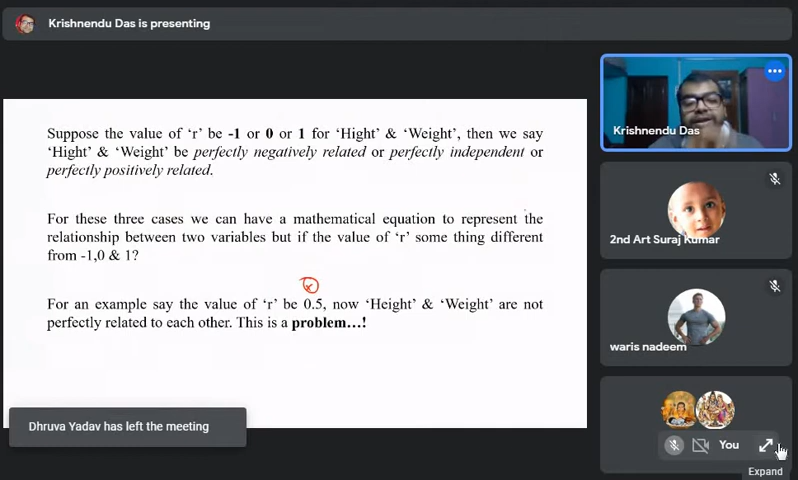 Krishnendu Das is presenting
Suppose the value of ‘r’ be -1 or 0 or 1 for ‘Hight’ & ‘Weight’, then we say
‘Hight’ & ‘Weight’ be perfectly negatively related or perfectly independent or
perfectly positively related.
For these three cases we can have a mathematical equation to represent the
relationship between two variables but if the value of ‘r’ some thing different
from -1,0 & 1?
For an example say the value of ‘r’ be 0.5, now ‘Height’ & ‘Weight’ are not
perfectly related to each other. This is a problem…!
Dhruva Yadav has left the meeting
Krishnendu Das
2nd Art Suraj Kumar
waris nadeem
You
Expand